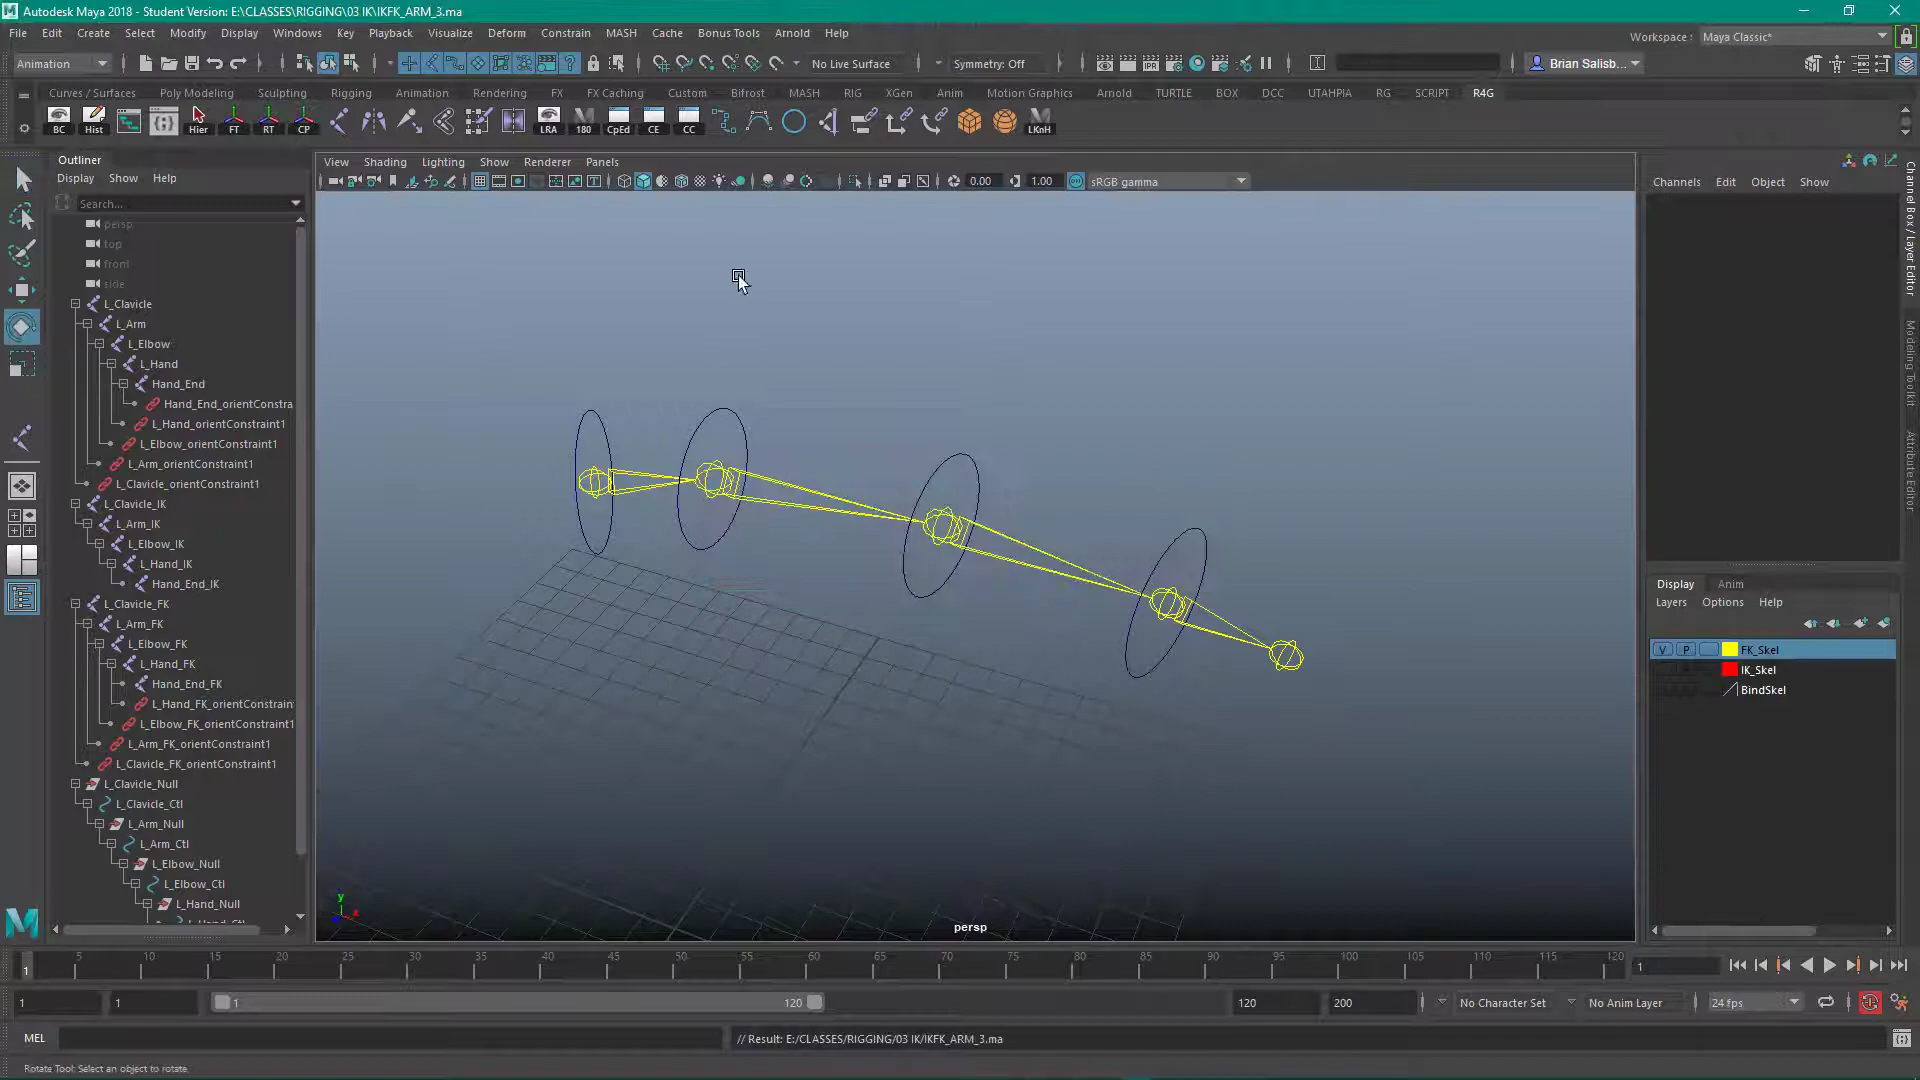 Autodesk Maya 2018 - Student Version: E:\CLASSES\RIGGING\03 IK\IKFK_ARM_3.ma
File Edit Create Select Modify Display Windows Key Playback Visualize Deform Constrain MASH Cache Bonus Tools Arnold Help
Workspace : Maya Classic*
Animation
No Live Surface
Symmetry: Off
Brian Salisb...
Curves / Surfaces Poly Modeling Sculpting Rigging Animation Rendering FX FX Caching Custom Bifrost MASH RIG XGen Anim Motion Graphics Arnold TURTLE BOX DCC UTAHPIA RG SCRIPT R4G
BC Hist Hier FT RT CP LRA 180 CpEd CE CC LKnH
Outliner
Display Show Help
Search...
persp
top
front
side
L_Clavicle
L_Arm
L_Elbow
L_Hand
Hand_End
Hand_End_orientConstra
L_Hand_orientConstraint1
L_Elbow_orientConstraint1
L_Arm_orientConstraint1
L_Clavicle_orientConstraint1
L_Clavicle_IK
L_Arm_IK
L_Elbow_IK
L_Hand_IK
Hand_End_IK
L_Clavicle_FK
L_Arm_FK
L_Elbow_FK
L_Hand_FK
Hand_End_FK
L_Hand_FK_orientConstrain
L_Elbow_FK_orientConstraint1
L_Arm_FK_orientConstraint1
L_Clavicle_FK_orientConstraint1
L_Clavicle_Null
L_Clavicle_Ctl
L_Arm_Null
L_Arm_Ctl
L_Elbow_Null
L_Elbow_Ctl
L_Hand_Null
View Shading Lighting Show Renderer Panels
0.00 1.00 sRGB gamma
y
x
persp
Channels Edit Object Show
Channel Box / Layer Editor
Modeling Toolkit
Attribute Editor
Display Anim
Layers Options Help
V P FK_Skel
IK_Skel
BindSkel
5 10 15 20 25 30 35 40 45 50 55 60 65 70 75 80 85 90 95 100 105 110 115 120
1
1
1 1 1 120 120 200 No Character Set No Anim Layer 24 fps
MEL
// Result: E:/CLASSES/RIGGING/03 IK/IKFK_ARM_3.ma
Rotate Tool: Select an object to rotate.